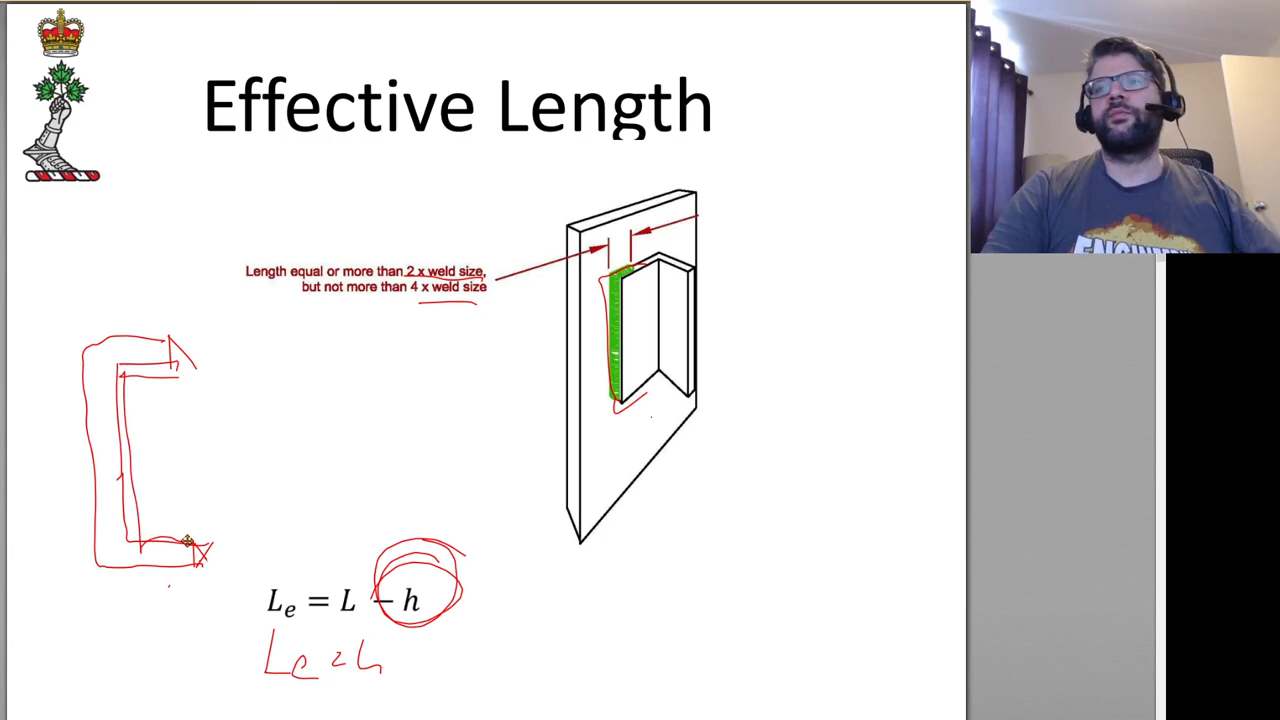 Effective Length
Length equal or more than 2 x weld size,
but not more than 4 x weld size
Lₑ = L − h
Le = L
ENGINEE